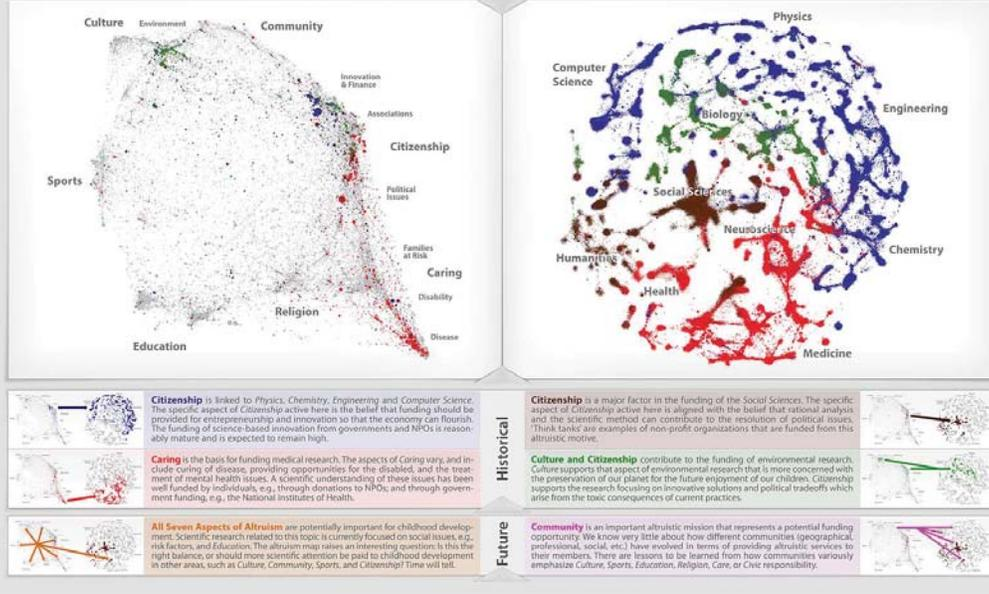 Culture
Environment
Community
Innovation
& Finance
Associations
Citizenship
Sports
Political
Issues
Families
at Risk
Caring
Disability
Religion
Disease
Education
Physics
Computer
Science
Engineering
Biology
Social Sciences
Neuroscience
Humanities
Chemistry
Health
Medicine
Citizenship is linked to Physics, Chemistry, Engineering and Computer Science.
The specific aspect of Citizenship active here is the belief that funding should be
provided for entrepreneurship and innovation so that the economy can flourish.
The funding of science-based innovation from governments and NPOs is reason-
ably mature and is expected to remain high.
Caring is the basis for funding medical research. The aspects of Caring vary, and in-
clude curing of disease, providing opportunities for the disabled, and the treat-
ment of mental health issues. A scientific understanding of these issues has been
well funded by individuals, e.g., through donations to NPOs; and through govern-
ment funding, e.g., the National Institutes of Health.
Historical
Citizenship is a major factor in the funding of the Social Sciences. The specific
aspect of Citizenship active here is aligned with the belief that rational analysis
and the scientific method can contribute to the resolution of political issues.
'Think tanks' are examples of non-profit organizations that are funded from this
altruistic motive.
Culture and Citizenship contribute to the funding of environmental research.
Culture supports that aspect of environmental research that is more concerned with
the preservation of our planet for the future enjoyment of our children. Citizenship
supports the research focusing on innovative solutions and political tradeoffs which
arise from the toxic consequences of current practices.
All Seven Aspects of Altruism are potentially important for childhood develop-
ment. Scientific research related to this topic is currently focused on social issues, e.g.,
risk factors, and Education. The altruism map raises an interesting question: Is this the
right balance, or should more scientific attention be paid to childhood development
in other areas, such as Culture, Community, Sports, and Citizenship? Time will tell.
Future
Community is an important altruistic mission that represents a potential funding
opportunity. We know very little about how different communities (geographical,
professional, social, etc.) have evolved in terms of providing altruistic services to
their members. There are lessons to be learned from how communities variously
emphasize Culture, Sports, Education, Religion, Care, or Civic responsibility.